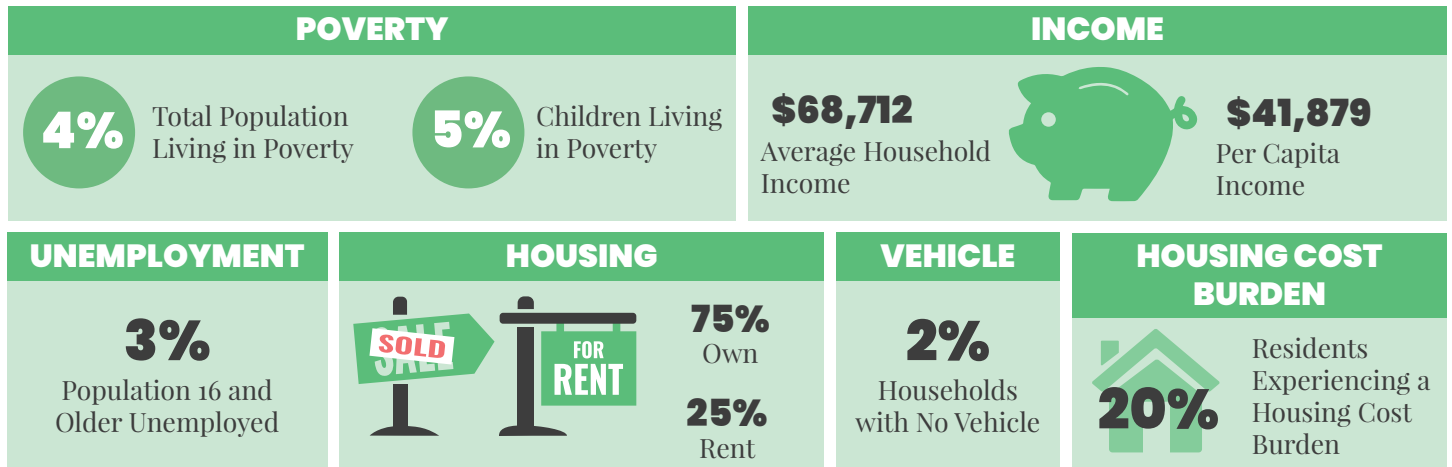 POVERTY
4%
Total Population
Living in Poverty
5%
Children Living
in Poverty
INCOME
$68,712
Average Household
Income
$41,879
Per Capita
Income
UNEMPLOYMENT
3%
Population 16 and
Older Unemployed
HOUSING
SALE
SOLD
FOR
RENT
75%
Own
25%
Rent
VEHICLE
2%
Households
with No Vehicle
HOUSING COST
BURDEN
20%
Residents
Experiencing a
Housing Cost
Burden